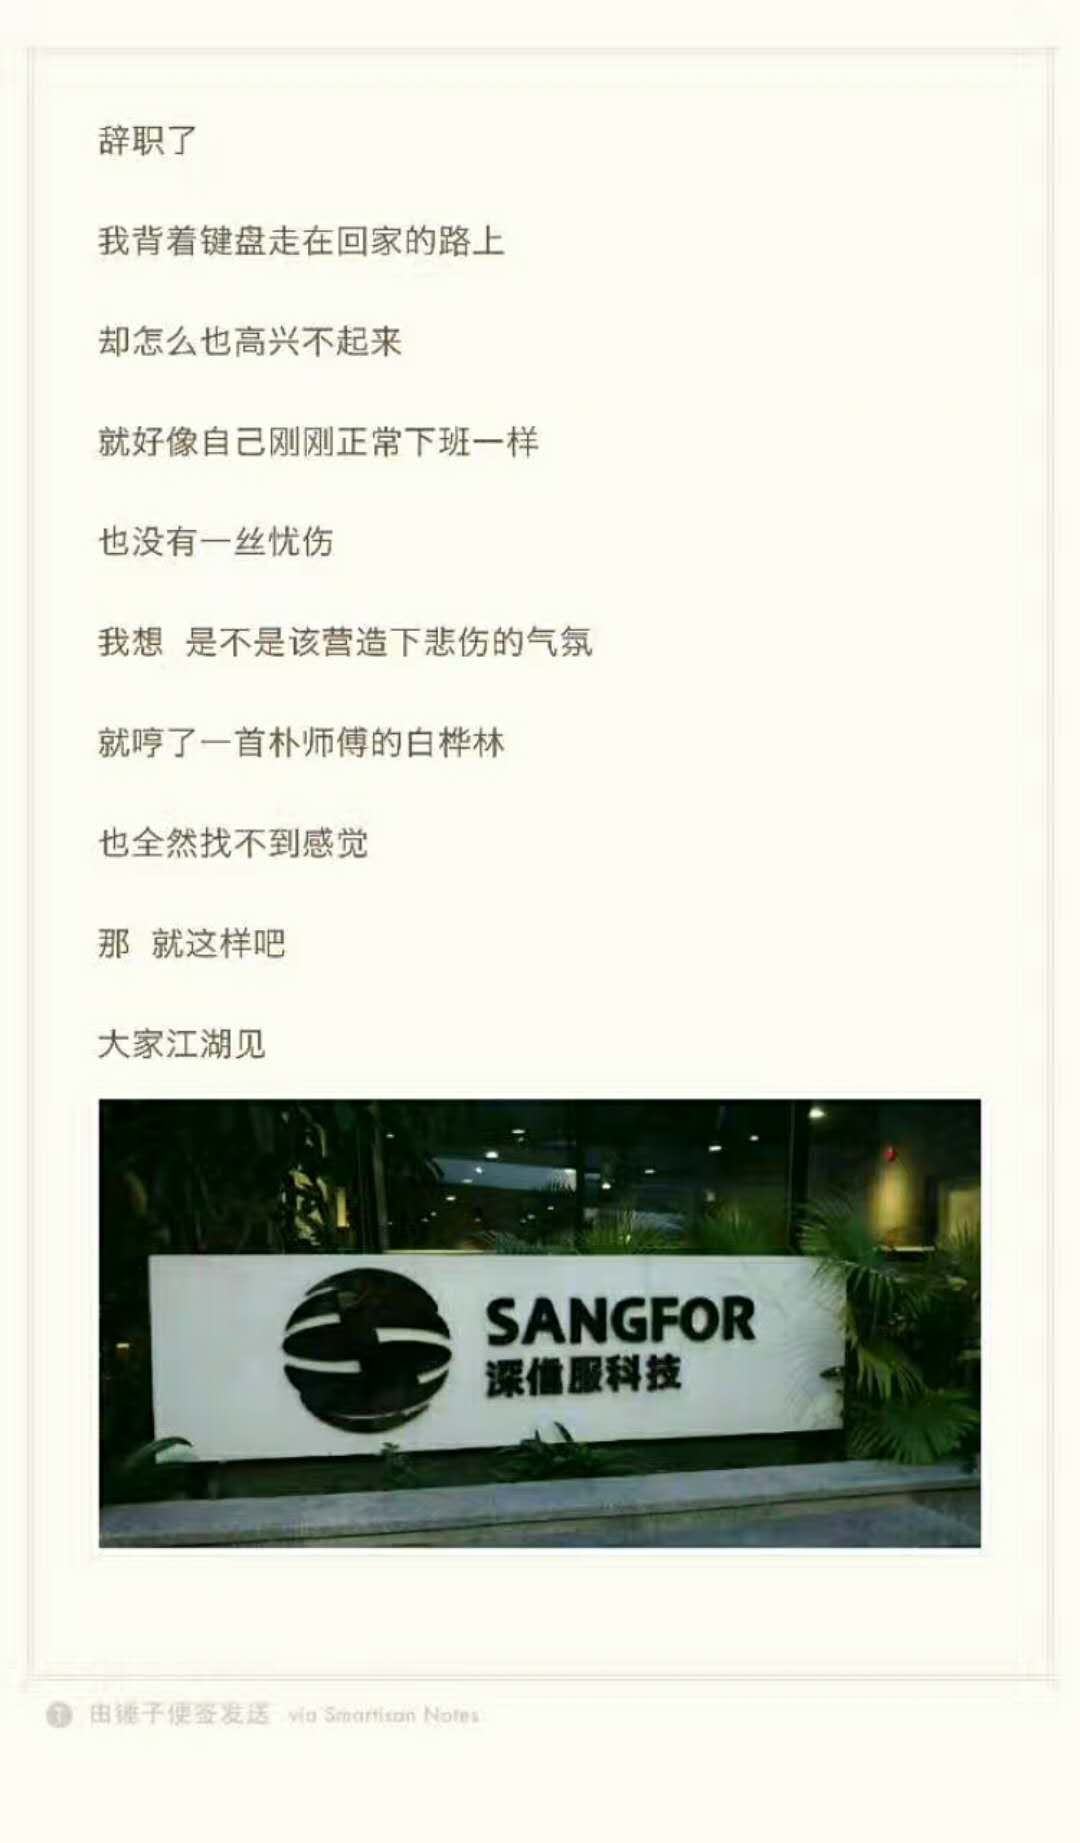 辞职了
我背着键盘走在回家的路上
却怎么也高兴不起来
就好像自己刚刚正常下班一样
也没有一丝忧伤
我想 是不是该营造下悲伤的气氛
就哼了一首朴师傅的白桦林
也全然找不到感觉
那 就这样吧
大家江湖见
SANGFOR
深信服科技
由锤子便签发送 via Smartisan Notes